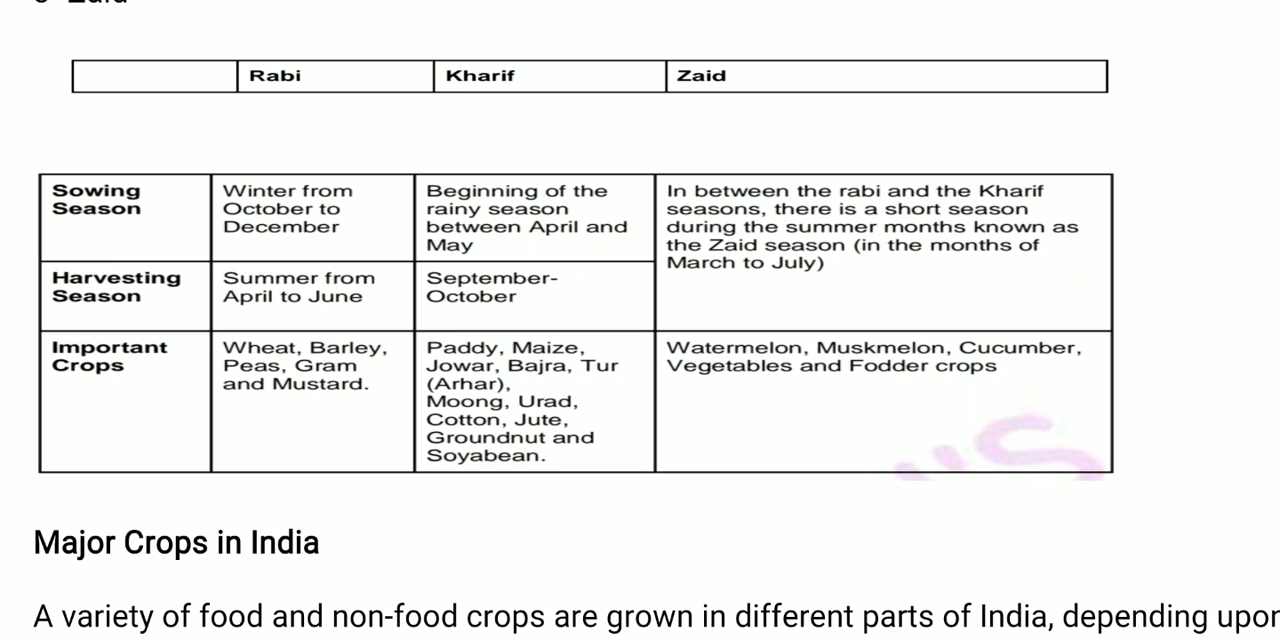 Rabi Kharif Zaid
Sowing Season
Winter from
October to
December
Beginning of the
rainy season
between April and
May
In between the rabi and the Kharif
seasons, there is a short season
during the summer months known as
the Zaid season (in the months of
March to July)
Harvesting
Season
Summer from
April to June
September-
October
Important
Crops
Wheat, Barley,
Peas, Gram
and Mustard.
Paddy, Maize,
Jowar, Bajra, Tur
(Arhar),
Moong, Urad,
Cotton, Jute,
Groundnut and
Soyabean.
Watermelon, Muskmelon, Cucumber,
Vegetables and Fodder crops
Major Crops in India
A variety of food and non-food crops are grown in different parts of India, depending upon